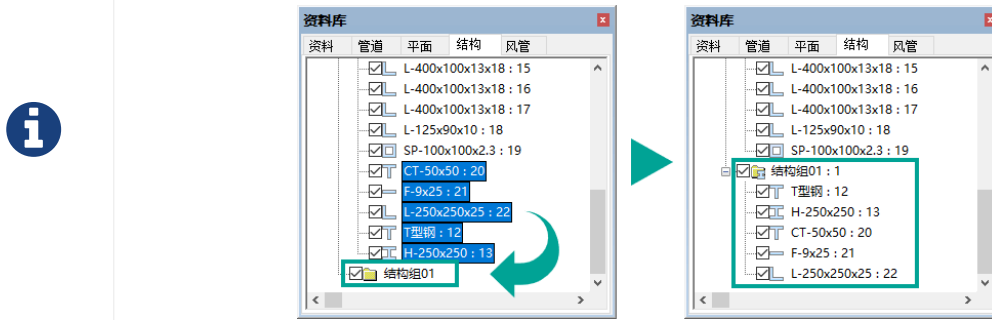 资料库
资料 管道 平面 结构 风管
L-400x100x13x18 : 15
L-400x100x13x18 : 16
L-400x100x13x18 : 17
L-125x90x10 : 18
SP-100x100x2.3 : 19
CT-50x50 : 20
F-9x25 : 21
L-250x250x25 : 22
T型钢 : 12
H-250x250 : 13
结构组01
资料库
资料 管道 平面 结构 风管
L-400x100x13x18 : 15
L-400x100x13x18 : 16
L-400x100x13x18 : 17
L-125x90x10 : 18
SP-100x100x2.3 : 19
结构组01 : 1
T型钢 : 12
H-250x250 : 13
CT-50x50 : 20
F-9x25 : 21
L-250x250x25 : 22